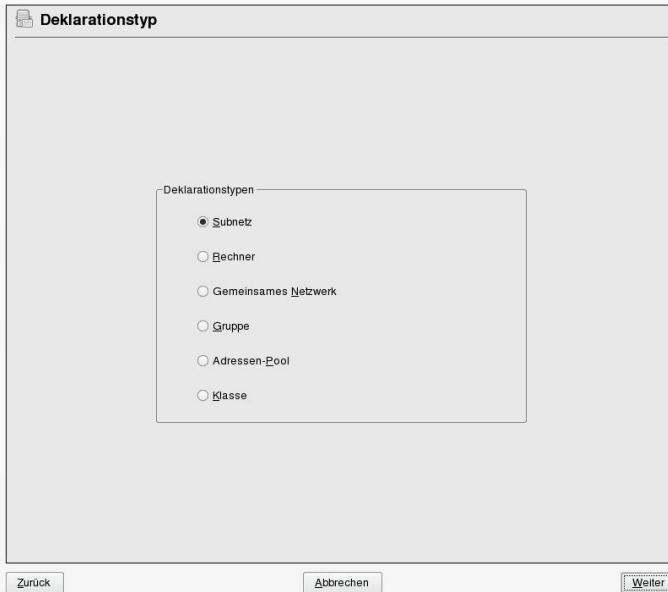 Deklarationstyp
Deklarationstypen
Subnetz
Rechner
Gemeinsames Netzwerk
Gruppe
Adressen-Pool
Klasse
Zurück
Abbrechen
Weiter